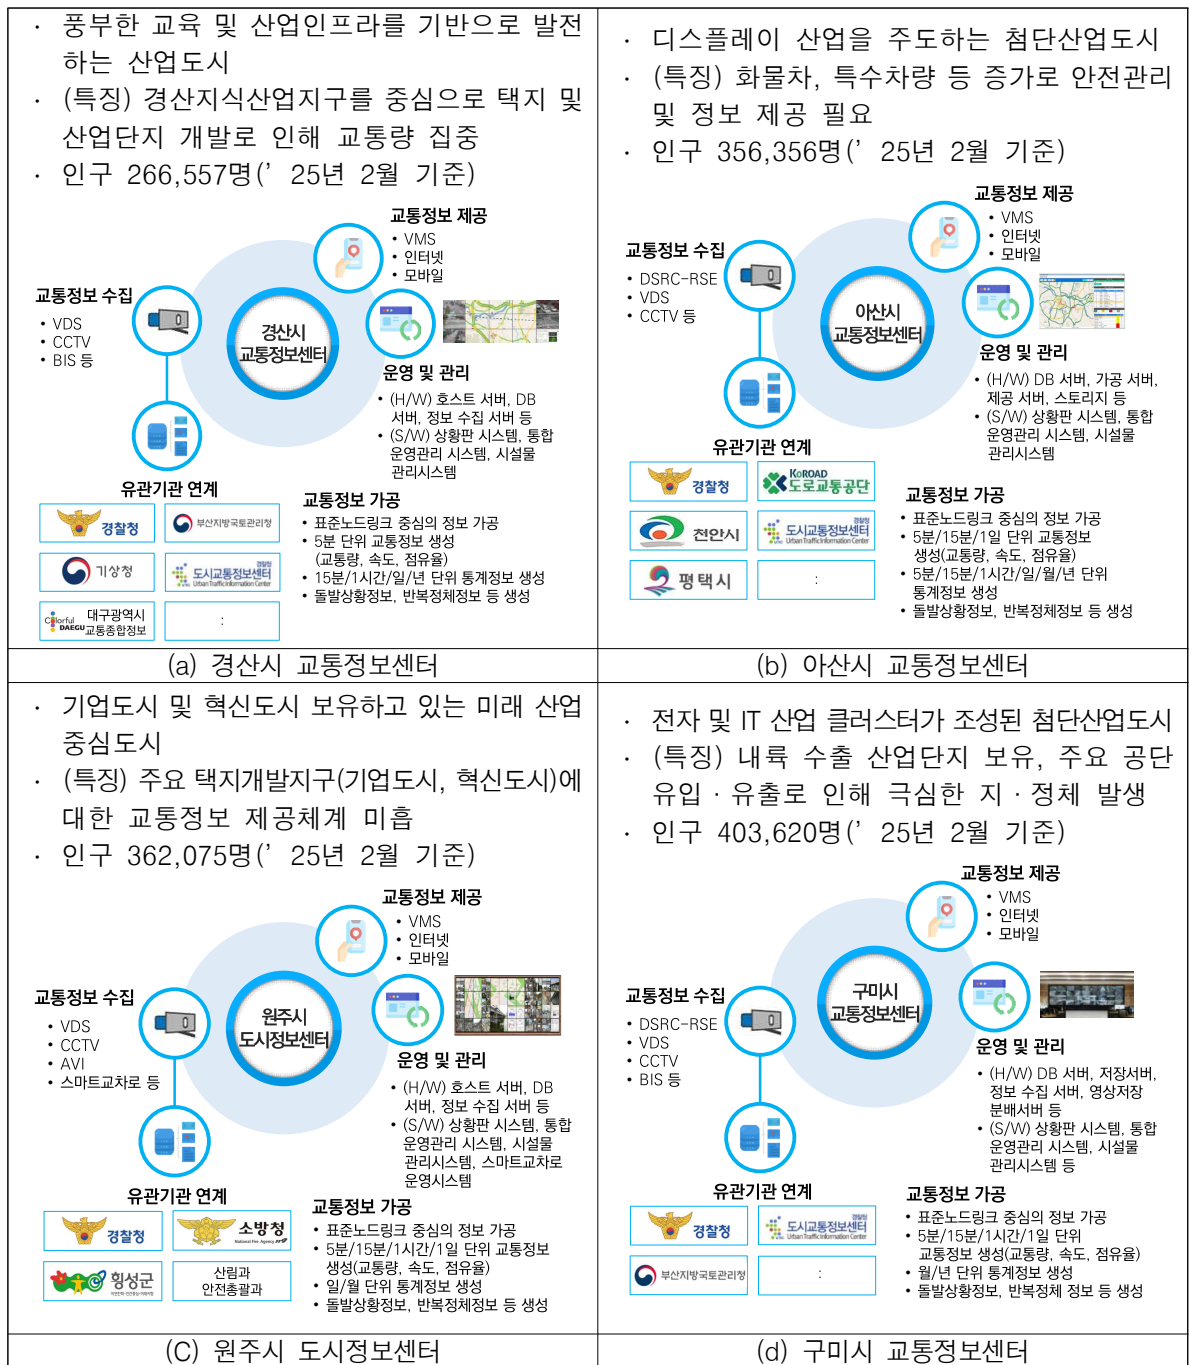 · 풍부한 교육 및 산업인프라를 기반으로 발전
하는 산업도시
· (특징) 경산지식산업지구를 중심으로 택지 및
산업단지 개발로 인해 교통량 집중
· 인구 266,557명(’ 25년 2월 기준)
교통정보 제공
• VMS
• 인터넷
• 모바일
교통정보 수집
• VDS
• CCTV
• BIS 등
경산시
교통정보센터
운영 및 관리
• (H/W) 호스트 서버, DB
서버, 정보 수집 서버 등
• (S/W) 상황판 시스템, 통합
운영관리 시스템, 시설물
관리시스템
유관기관 연계
경찰청
부산지방국토관리청
기상청
경찰청
도시교통정보센터
Urban Traffic Information Center
Colorful DAEGU
대구광역시
교통종합정보
:
교통정보 가공
• 표준노드링크 중심의 정보 가공
• 5분 단위 교통정보 생성
(교통량, 속도, 점유율)
• 15분/1시간/일/년 단위 통계정보 생성
• 돌발상황정보, 반복정체정보 등 생성
(a) 경산시 교통정보센터
· 디스플레이 산업을 주도하는 첨단산업도시
· (특징) 화물차, 특수차량 등 증가로 안전관리
및 정보 제공 필요
· 인구 356,356명(’ 25년 2월 기준)
교통정보 제공
• VMS
• 인터넷
• 모바일
교통정보 수집
• DSRC-RSE
• VDS
• CCTV 등
아산시
교통정보센터
운영 및 관리
• (H/W) DB 서버, 가공 서버,
제공 서버, 스토리지 등
• (S/W) 상황판 시스템, 통합
운영관리 시스템, 시설물
관리시스템
유관기관 연계
경찰청
KOROAD
도로교통공단
천안시
경찰청
도시교통정보센터
Urban Traffic Information Center
평택시
:
교통정보 가공
• 표준노드링크 중심의 정보 가공
• 5분/15분/1일 단위 교통정보
생성(교통량, 속도, 점유율)
• 5분/15분/1시간/일/월/년 단위
통계정보 생성
• 돌발상황정보, 반복정체정보 등 생성
(b) 아산시 교통정보센터
· 기업도시 및 혁신도시 보유하고 있는 미래 산업
중심도시
· (특징) 주요 택지개발지구(기업도시, 혁신도시)에
대한 교통정보 제공체계 미흡
· 인구 362,075명(’ 25년 2월 기준)
교통정보 제공
• VMS
• 인터넷
• 모바일
교통정보 수집
• VDS
• CCTV
• AVI
• 스마트교차로 등
원주시
도시정보센터
운영 및 관리
• (H/W) 호스트 서버, DB
서버, 정보 수집 서버 등
• (S/W) 상황판 시스템, 통합
운영관리 시스템, 시설물
관리시스템, 스마트교차로
운영시스템
유관기관 연계
경찰청
소방청
National Fire Agency
횡성군
산림과
안전총괄과
교통정보 가공
• 표준노드링크 중심의 정보 가공
• 5분/15분/1시간/1일 단위 교통정보
생성(교통량, 속도, 점유율)
• 일/월 단위 통계정보 생성
• 돌발상황정보, 반복정체정보 등 생성
(C) 원주시 도시정보센터
· 전자 및 IT 산업 클러스터가 조성된 첨단산업도시
· (특징) 내륙 수출 산업단지 보유, 주요 공단
유입 · 유출로 인해 극심한 지 · 정체 발생
· 인구 403,620명(’ 25년 2월 기준)
교통정보 제공
• VMS
• 인터넷
• 모바일
교통정보 수집
• DSRC-RSE
• VDS
• CCTV
• BIS 등
구미시
교통정보센터
운영 및 관리
• (H/W) DB 서버, 저장서버,
정보 수집 서버, 영상저장
분배서버 등
• (S/W) 상황판 시스템, 통합
운영관리 시스템, 시설물
관리시스템 등
유관기관 연계
경찰청
경찰청
도시교통정보센터
Urban Traffic Information Center
부산지방국토관리청
:
교통정보 가공
• 표준노드링크 중심의 정보 가공
• 5분/15분/1시간/1일 단위
교통정보 생성(교통량, 속도, 점유율)
• 월/년 단위 통계정보 생성
• 돌발상황정보, 반복정체 정보 등 생성
(d) 구미시 교통정보센터